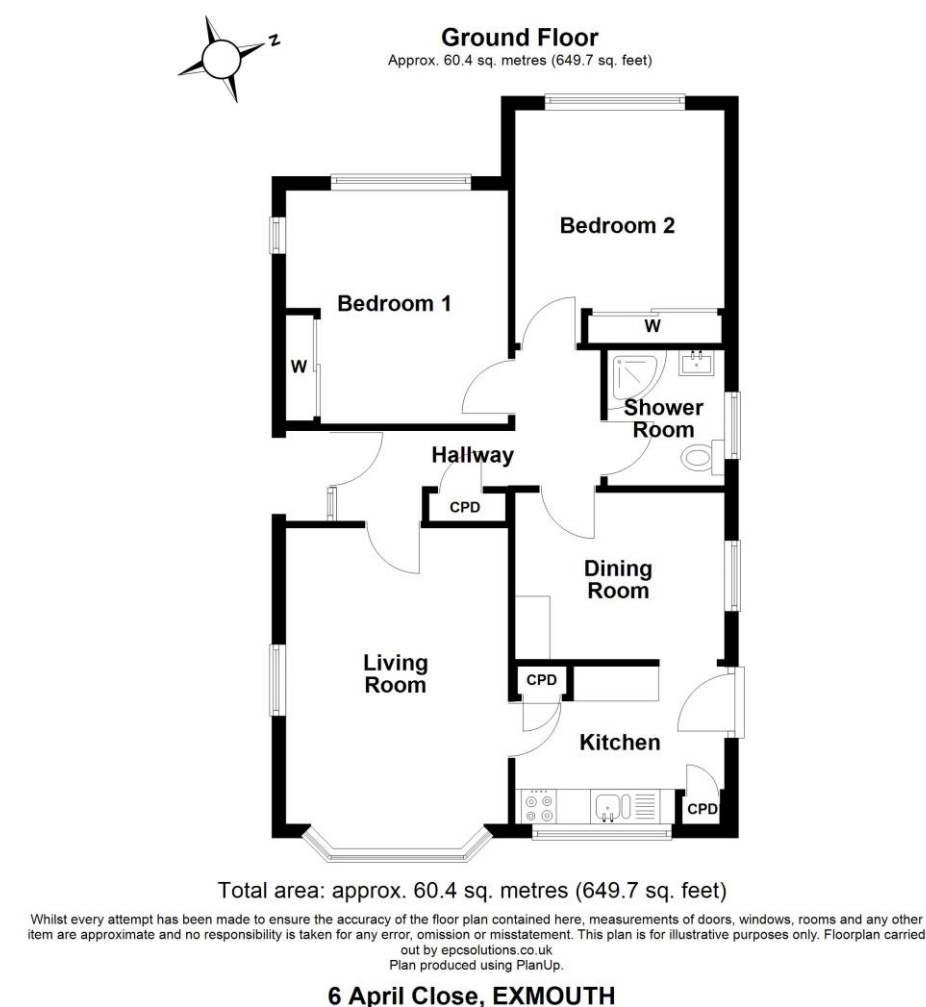 Z
Ground Floor
Approx. 60.4 sq. metres (649.7 sq. feet)
Bedroom 2
Bedroom 1
W
W
Shower
Room
Hallway
CPD
Dining
Room
Living
Room
CPD
Kitchen
CPD
Total area: approx. 60.4 sq. metres (649.7 sq. feet)
Whilst every attempt has been made to ensure the accuracy of the floor plan contained here, measurements of doors, windows, rooms and any other
item are approximate and no responsibility is taken for any error, omission or misstatement. This plan is for illustrative purposes only. Floorplan carried
out by epcsolutions.co.uk
Plan produced using PlanUp.
6 April Close, EXMOUTH